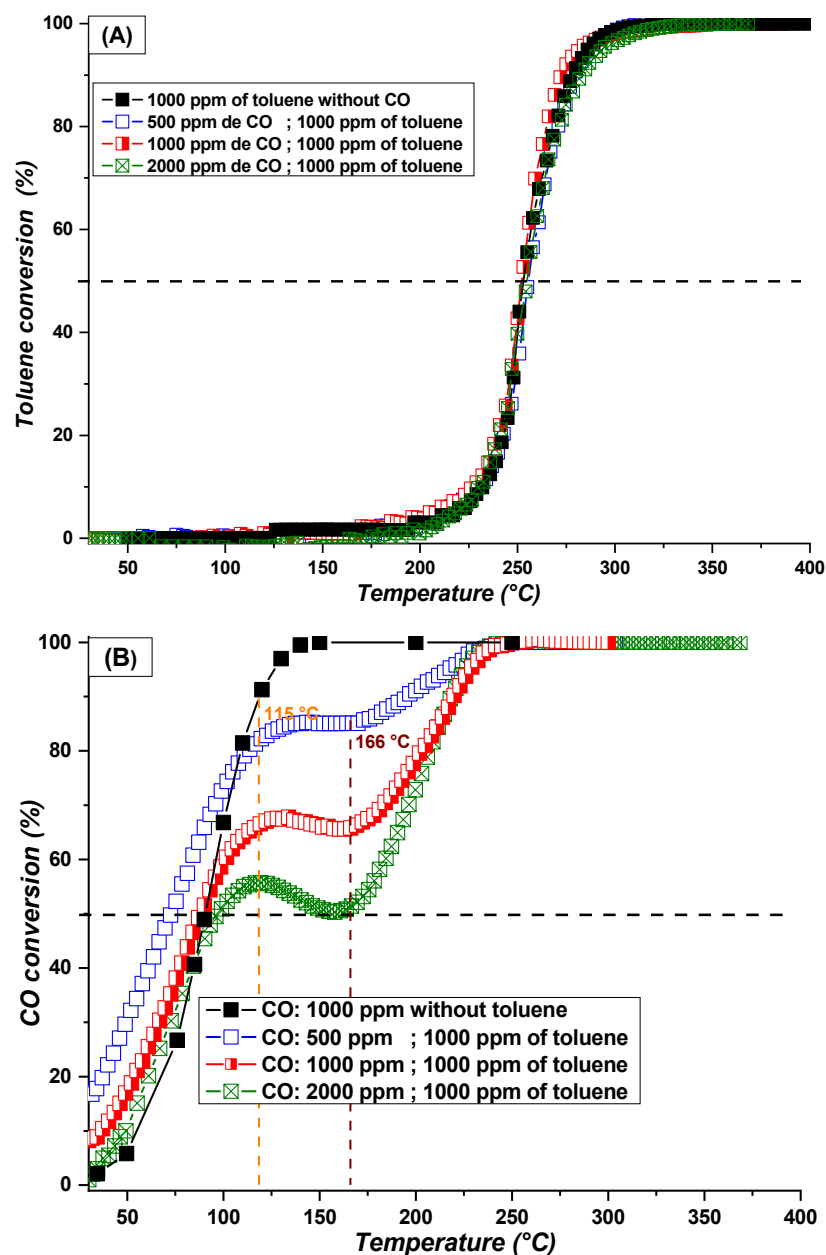 (A)
1000 ppm of toluene without CO
500 ppm de CO ; 1000 ppm of toluene
1000 ppm de CO ; 1000 ppm of toluene
2000 ppm de CO ; 1000 ppm of toluene
Toluene conversion (%)
100
80
60
40
20
0
50 100 150 200 250 300 350 400
Temperature (°C)
(B)
115 °C
166 °C
CO: 1000 ppm without toluene
CO: 500 ppm ; 1000 ppm of toluene
CO: 1000 ppm ; 1000 ppm of toluene
CO: 2000 ppm ; 1000 ppm of toluene
CO conversion (%)
100
80
60
40
20
0
50 100 150 200 250 300 350 400
Temperature (°C)